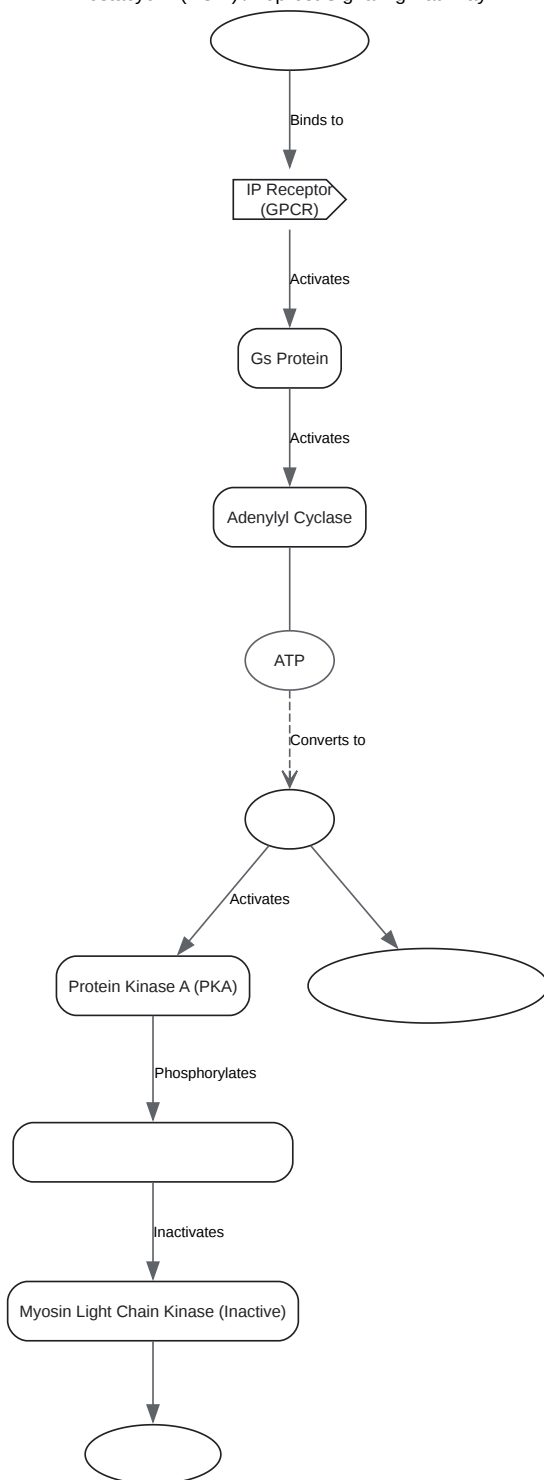 Binds to
IP Receptor
(GPCR)
Activates
Gs Protein
Activates
Adenylyl Cyclase
ATP
Converts to
Activates
Protein Kinase A (PKA)
Phosphorylates
Inactivates
Myosin Light Chain Kinase (Inactive)